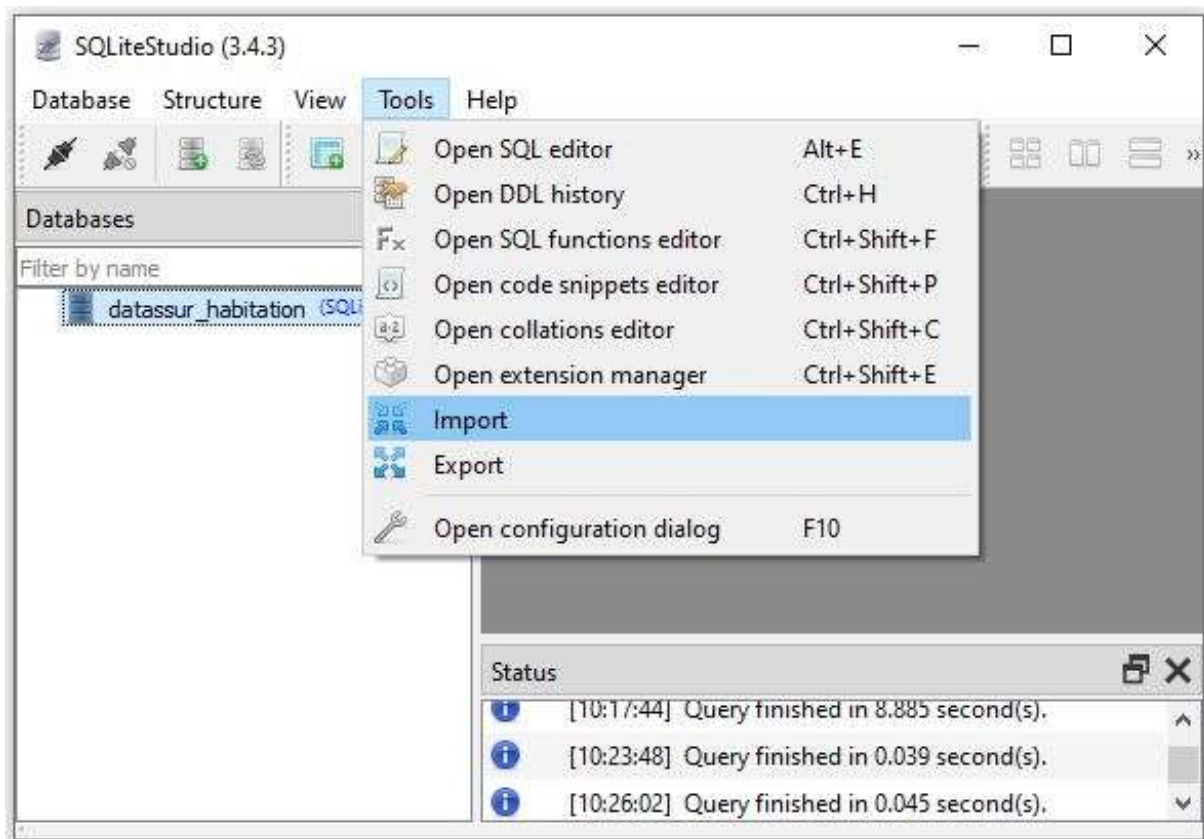 SQLiteStudio (3.4.3)
Database Structure View Tools Help
Open SQL editor Alt+E
Open DDL history Ctrl+H
Open SQL functions editor Ctrl+Shift+F
Open code snippets editor Ctrl+Shift+P
Open collations editor Ctrl+Shift+C
Open extension manager Ctrl+Shift+E
Import
Export
Open configuration dialog F10
Databases
Filter by name
datassur_habitation (SQLi
Status
[10:17:44] Query finished in 8.885 second(s).
[10:23:48] Query finished in 0.039 second(s).
[10:26:02] Query finished in 0.045 second(s).